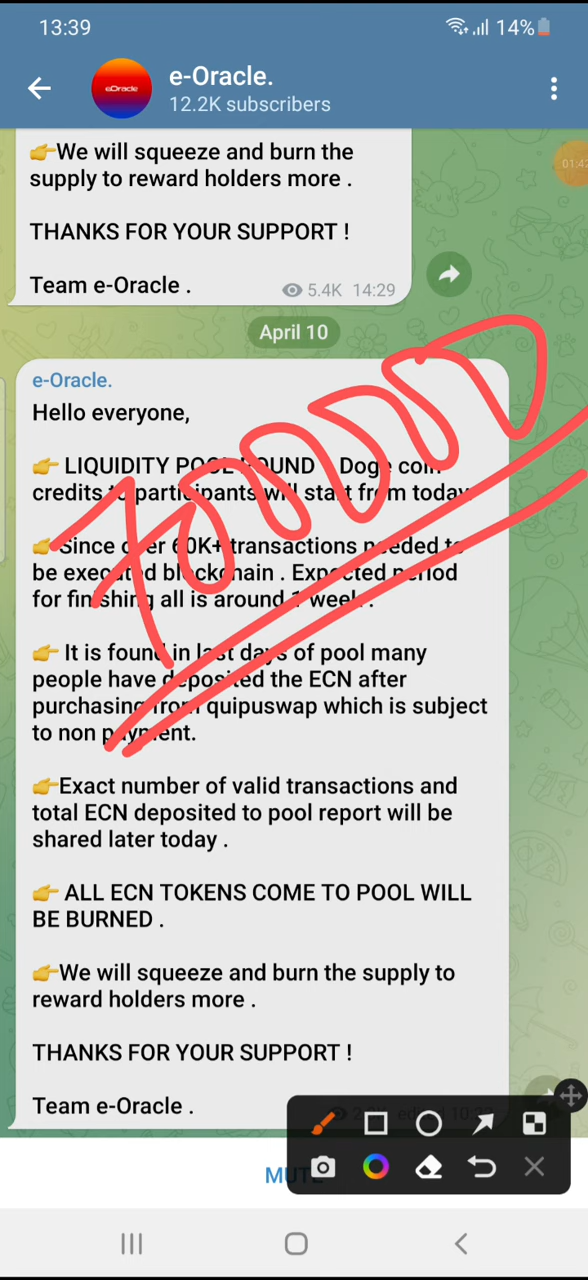 13:39
14%
e-Oracle.
eOracle
12.2K subscribers
01:42
👉We will squeeze and burn the
supply to reward holders more .
THANKS FOR YOUR SUPPORT !
Team e-Oracle .
5.4K 14:29
April 10
e-Oracle.
Hello everyone,
👉 LIQUIDITY POOL ROUND Doge coin
credits to participants will start from today
👉Since over 60K+ transactions needed to
be executed blockchain . Expected period
for finishing all is around 1 week .
👉 It is found in last days of pool many
people have deposited the ECN after
purchasing from quipuswap which is subject
to non payment.
👉Exact number of valid transactions and
total ECN deposited to pool report will be
shared later today .
👉 ALL ECN TOKENS COME TO POOL WILL
BE BURNED .
👉We will squeeze and burn the supply to
reward holders more .
THANKS FOR YOUR SUPPORT !
Team e-Oracle .
MUTE